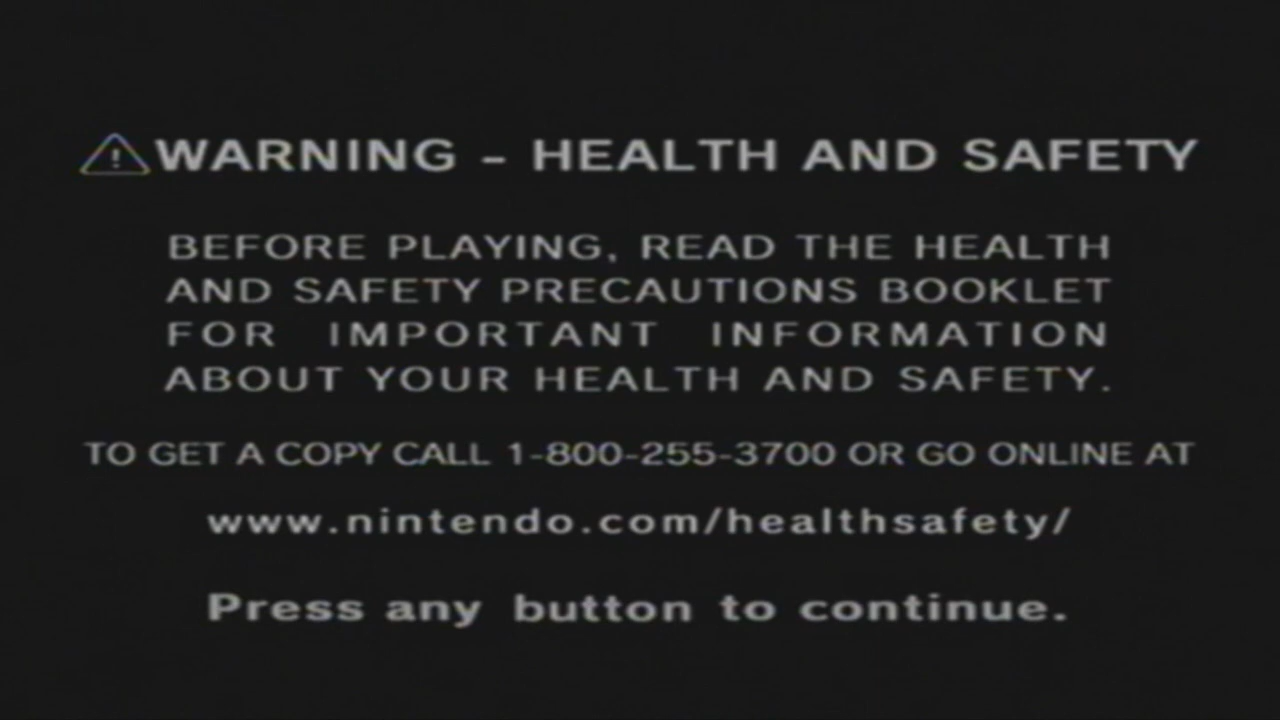 WARNING - HEALTH AND SAFETY
BEFORE PLAYING, READ THE HEALTH
AND SAFETY PRECAUTIONS BOOKLET
FOR IMPORTANT INFORMATION
ABOUT YOUR HEALTH AND SAFETY.
TO GET A COPY CALL 1-800-255-3700 OR GO ONLINE AT
www.nintendo.com/healthsafety/
Press any button to continue.